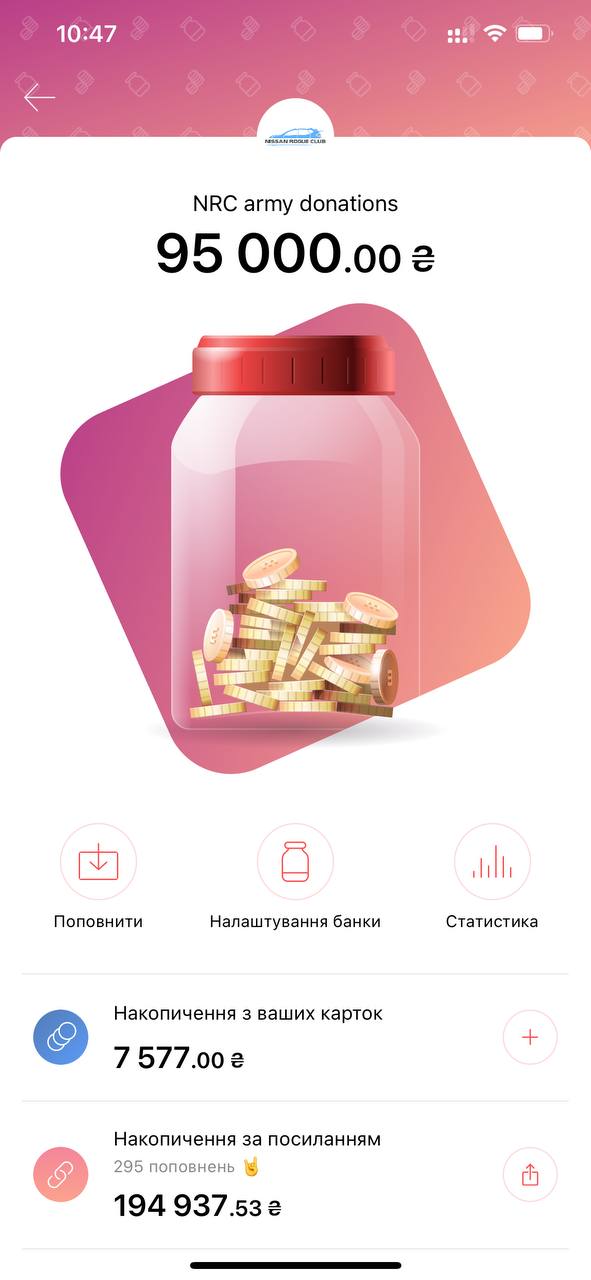 10:47
NISSAN ROGUE CLUB
NRC army donations
95 000.00 ₴
Поповнити
Налаштування банки
Статистика
Накопичення з ваших карток
7 577.00 ₴
Накопичення за посиланням
295 поповнень 🤘
194 937.53 ₴